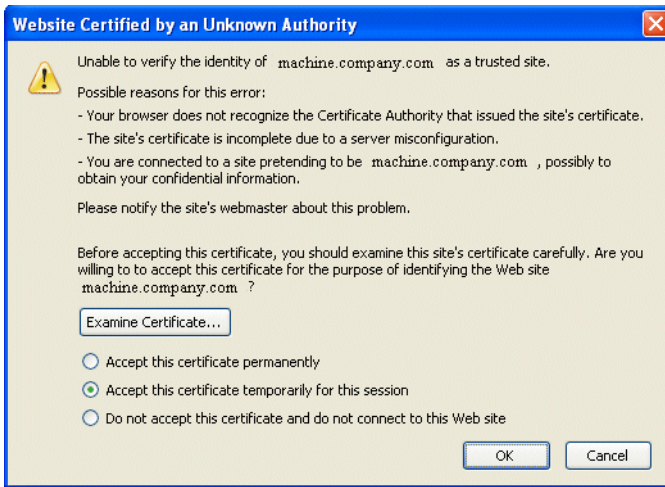 Website Certified by an Unknown Authority
Unable to verify the identity of machine.company.com as a trusted site.
Possible reasons for this error:
- Your browser does not recognize the Certificate Authority that issued the site's certificate.
- The site's certificate is incomplete due to a server misconfiguration.
- You are connected to a site pretending to be machine.company.com , possibly to
obtain your confidential information.
Please notify the site's webmaster about this problem.
Before accepting this certificate, you should examine this site's certificate carefully. Are you
willing to to accept this certificate for the purpose of identifying the Web site
machine.company.com ?
Examine Certificate...
Accept this certificate permanently
Accept this certificate temporarily for this session
Do not accept this certificate and do not connect to this Web site
OK Cancel